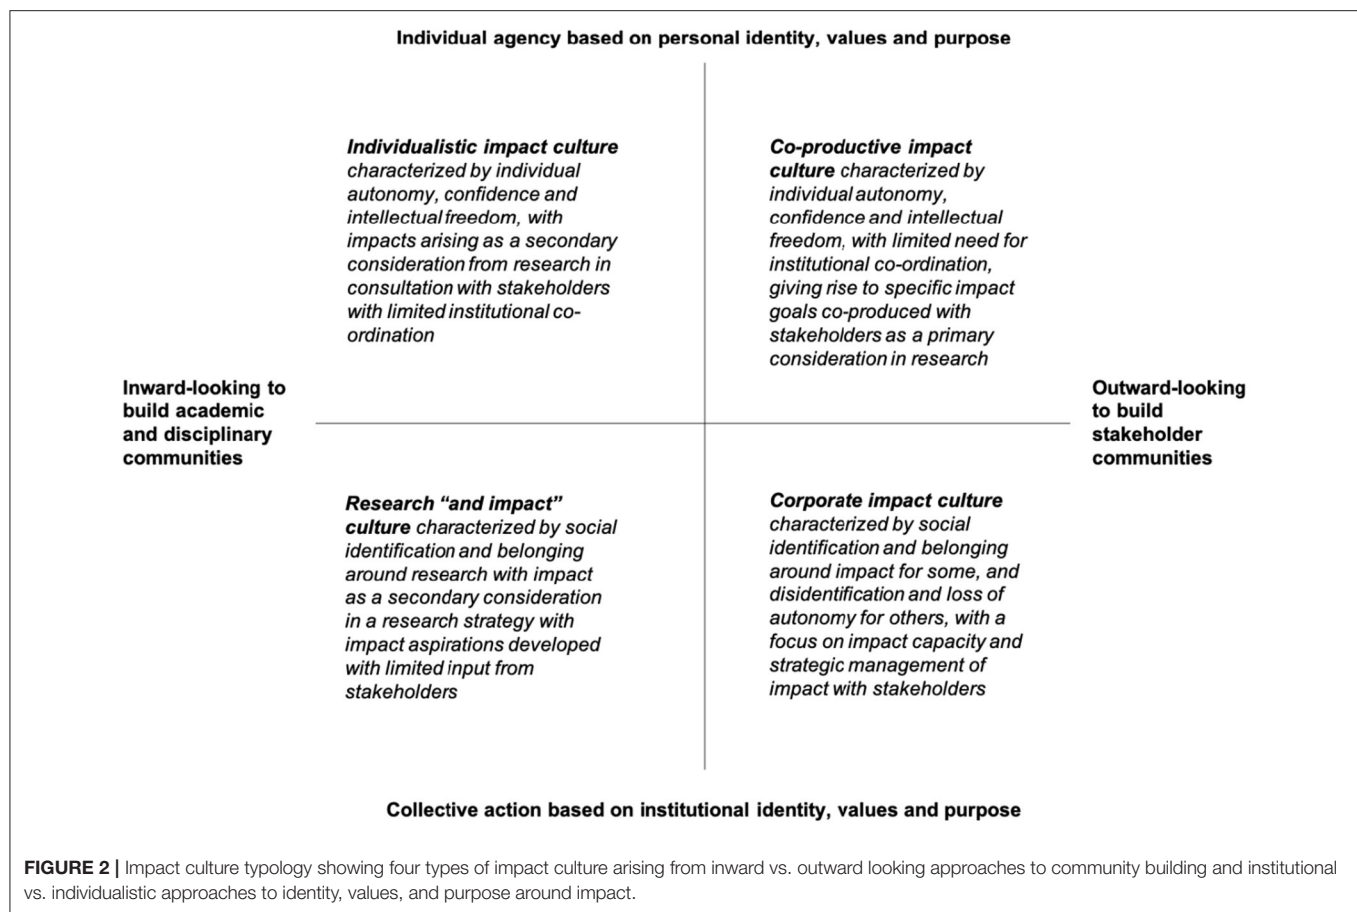 Individual agency based on personal identity, values and purpose
Individualistic impact culture
characterized by individual
autonomy, confidence and
intellectual freedom, with
impacts arising as a secondary
consideration from research in
consultation with stakeholders
with limited institutional co-
ordination
Co-productive impact
culture characterized by
individual autonomy,
confidence and intellectual
freedom, with limited need for
institutional co-ordination,
giving rise to specific impact
goals co-produced with
stakeholders as a primary
consideration in research
Inward-looking to
build academic
and disciplinary
communities
Outward-looking
to build
stakeholder
communities
Research “and impact”
culture characterized by social
identification and belonging
around research with impact
as a secondary consideration
in a research strategy with
impact aspirations developed
with limited input from
stakeholders
Corporate impact culture
characterized by social
identification and belonging
around impact for some, and
disidentification and loss of
autonomy for others, with a
focus on impact capacity and
strategic management of
impact with stakeholders
Collective action based on institutional identity, values and purpose
FIGURE 2 | Impact culture typology showing four types of impact culture arising from inward vs. outward looking approaches to community building and institutional
vs. individualistic approaches to identity, values, and purpose around impact.